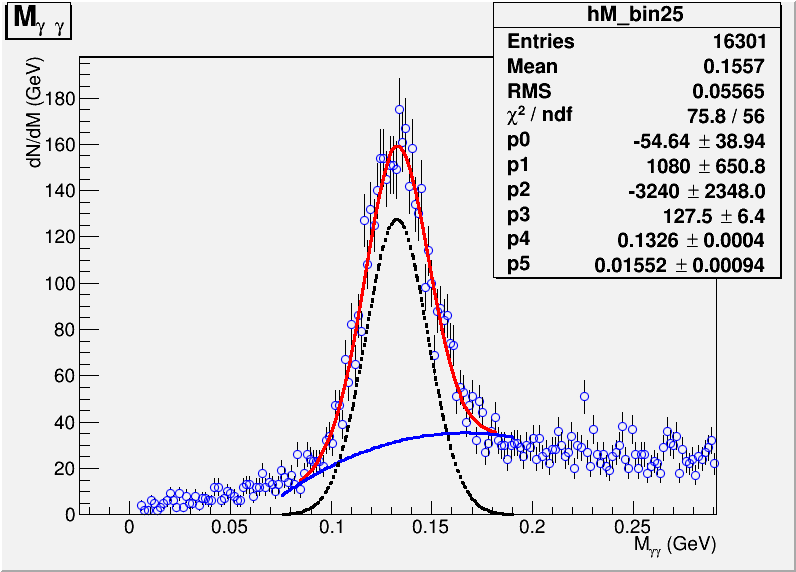 M_γ γ
hM_bin25
Entries 16301
Mean 0.1557
RMS 0.05565
χ² / ndf 75.8 / 56
p0 -54.64 ± 38.94
p1 1080 ± 650.8
p2 -3240 ± 2348.0
p3 127.5 ± 6.4
p4 0.1326 ± 0.0004
p5 0.01552 ± 0.00094
dN/dM (GeV)
180
160
140
120
100
80
60
40
20
0
0 0.05 0.1 0.15 0.2 0.25
M_γγ (GeV)